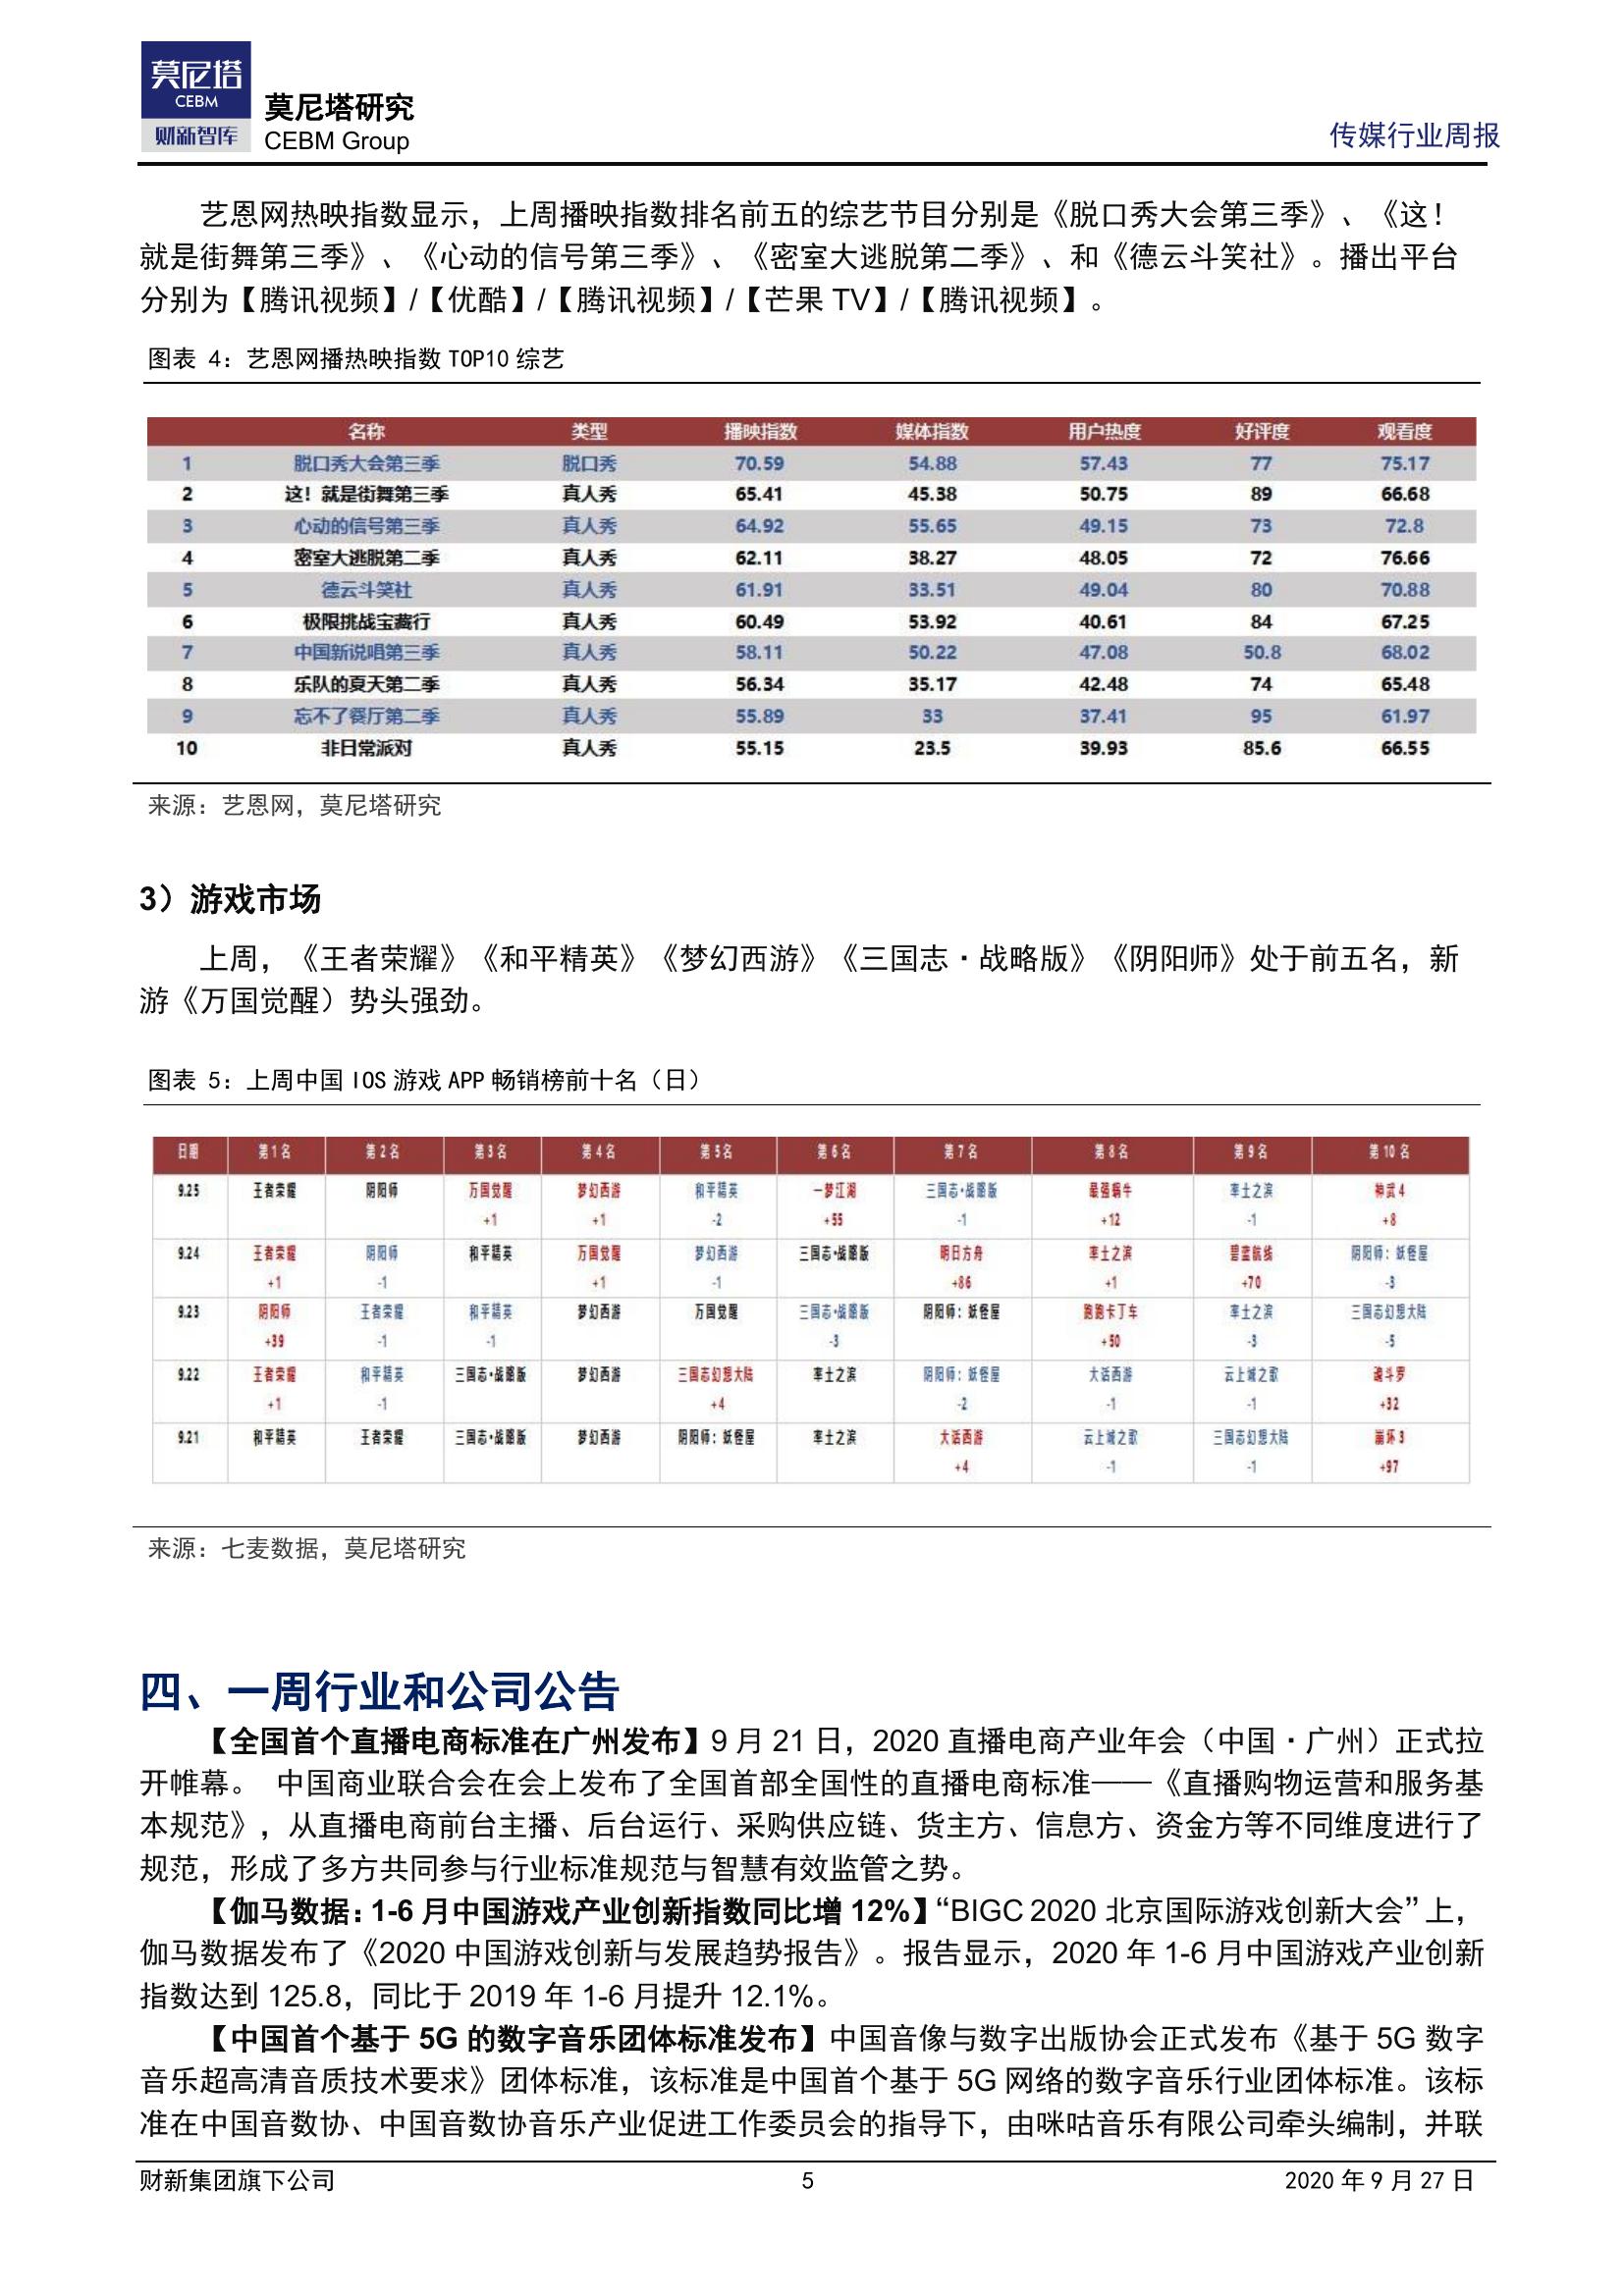 莫尼塔
CEBM
财新智库
莫尼塔研究
CEBM Group
传媒行业周报
艺恩网热映指数显示，上周播映指数排名前五的综艺节目分别是《脱口秀大会第三季》、《这！
就是街舞第三季》、《心动的信号第三季》、《密室大逃脱第二季》、和《德云斗笑社》。播出平台
分别为【腾讯视频】/【优酷】/【腾讯视频】/【芒果 TV】/【腾讯视频】。
图表 4：艺恩网播热映指数 TOP10 综艺
名称 类型 播映指数 媒体指数 用户热度 好评度 观看度
1 脱口秀大会第三季 脱口秀 70.59 54.88 57.43 77 75.17
2 这！就是街舞第三季 真人秀 65.41 45.38 50.75 89 66.68
3 心动的信号第三季 真人秀 64.92 55.65 49.15 73 72.8
4 密室大逃脱第二季 真人秀 62.11 38.27 48.05 72 76.66
5 德云斗笑社 真人秀 61.91 33.51 49.04 80 70.88
6 极限挑战宝藏行 真人秀 60.49 53.92 40.61 84 67.25
7 中国新说唱第三季 真人秀 58.11 50.22 47.08 50.8 68.02
8 乐队的夏天第二季 真人秀 56.34 35.17 42.48 74 65.48
9 忘不了餐厅第二季 真人秀 55.89 33 37.41 95 61.97
10 非日常派对 真人秀 55.15 23.5 39.93 85.6 66.55
来源：艺恩网，莫尼塔研究
3）游戏市场
上周，《王者荣耀》《和平精英》《梦幻西游》《三国志·战略版》《阴阳师》处于前五名，新
游《万国觉醒）势头强劲。
图表 5：上周中国 IOS 游戏 APP 畅销榜前十名（日）
日期 第1名 第2名 第3名 第4名 第5名 第6名 第7名 第8名 第9名 第10名
9.25 王者荣耀 阴阳师 万国觉醒 梦幻西游 和平精英 一梦江湖 三国志·战略版 最强蜗牛 率土之滨 神武4
+1 +1 -2 +55 -1 +12 -1 +8
9.24 王者荣耀 阴阳师 和平精英 万国觉醒 梦幻西游 三国志·战略版 明日方舟 率土之滨 碧蓝航线 阴阳师：妖怪屋
+1 -1 +1 -1 +86 +1 +70 -3
9.23 阴阳师 王者荣耀 和平精英 梦幻西游 万国觉醒 三国志·战略版 阴阳师：妖怪屋 跑跑卡丁车 率土之滨 三国志幻想大陆
+39 -1 -1 -3 +50 -3 -5
9.22 王者荣耀 和平精英 三国志·战略版 梦幻西游 三国志幻想大陆 率土之滨 阴阳师：妖怪屋 大话西游 云上城之歌 魂斗罗
+1 -1 +4 -2 -1 -1 +32
9.21 和平精英 王者荣耀 三国志·战略版 梦幻西游 阴阳师：妖怪屋 率土之滨 大话西游 云上城之歌 三国志幻想大陆 崩坏3
+4 -1 -1 +97
来源：七麦数据，莫尼塔研究
四、一周行业和公司公告
【全国首个直播电商标准在广州发布】9 月 21 日，2020 直播电商产业年会（中国·广州）正式拉
开帷幕。 中国商业联合会在会上发布了全国首部全国性的直播电商标准——《直播购物运营和服务基
本规范》，从直播电商前台主播、后台运行、采购供应链、货主方、信息方、资金方等不同维度进行了
规范，形成了多方共同参与行业标准规范与智慧有效监管之势。
【伽马数据：1-6 月中国游戏产业创新指数同比增 12%】“BIGC 2020 北京国际游戏创新大会”上，
伽马数据发布了《2020 中国游戏创新与发展趋势报告》。报告显示，2020 年 1-6 月中国游戏产业创新
指数达到 125.8，同比于 2019 年 1-6 月提升 12.1%。
【中国首个基于 5G 的数字音乐团体标准发布】中国音像与数字出版协会正式发布《基于 5G 数字
音乐超高清音质技术要求》团体标准，该标准是中国首个基于 5G 网络的数字音乐行业团体标准。该标
准在中国音数协、中国音数协音乐产业促进工作委员会的指导下，由咪咕音乐有限公司牵头编制，并联
财新集团旗下公司 5 2020 年 9 月 27 日